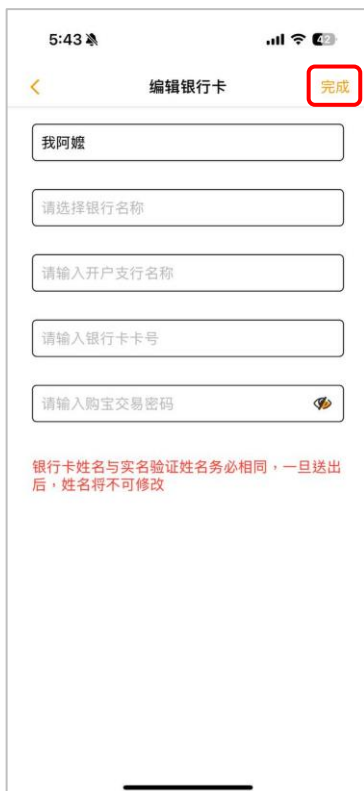 5:43
42
编辑银行卡
完成
我阿嬤
请选择银行名称
请输入开户支行名称
请输入银行卡卡号
请输入购宝交易密码
银行卡姓名与实名验证姓名务必相同，一旦送出
后，姓名将不可修改